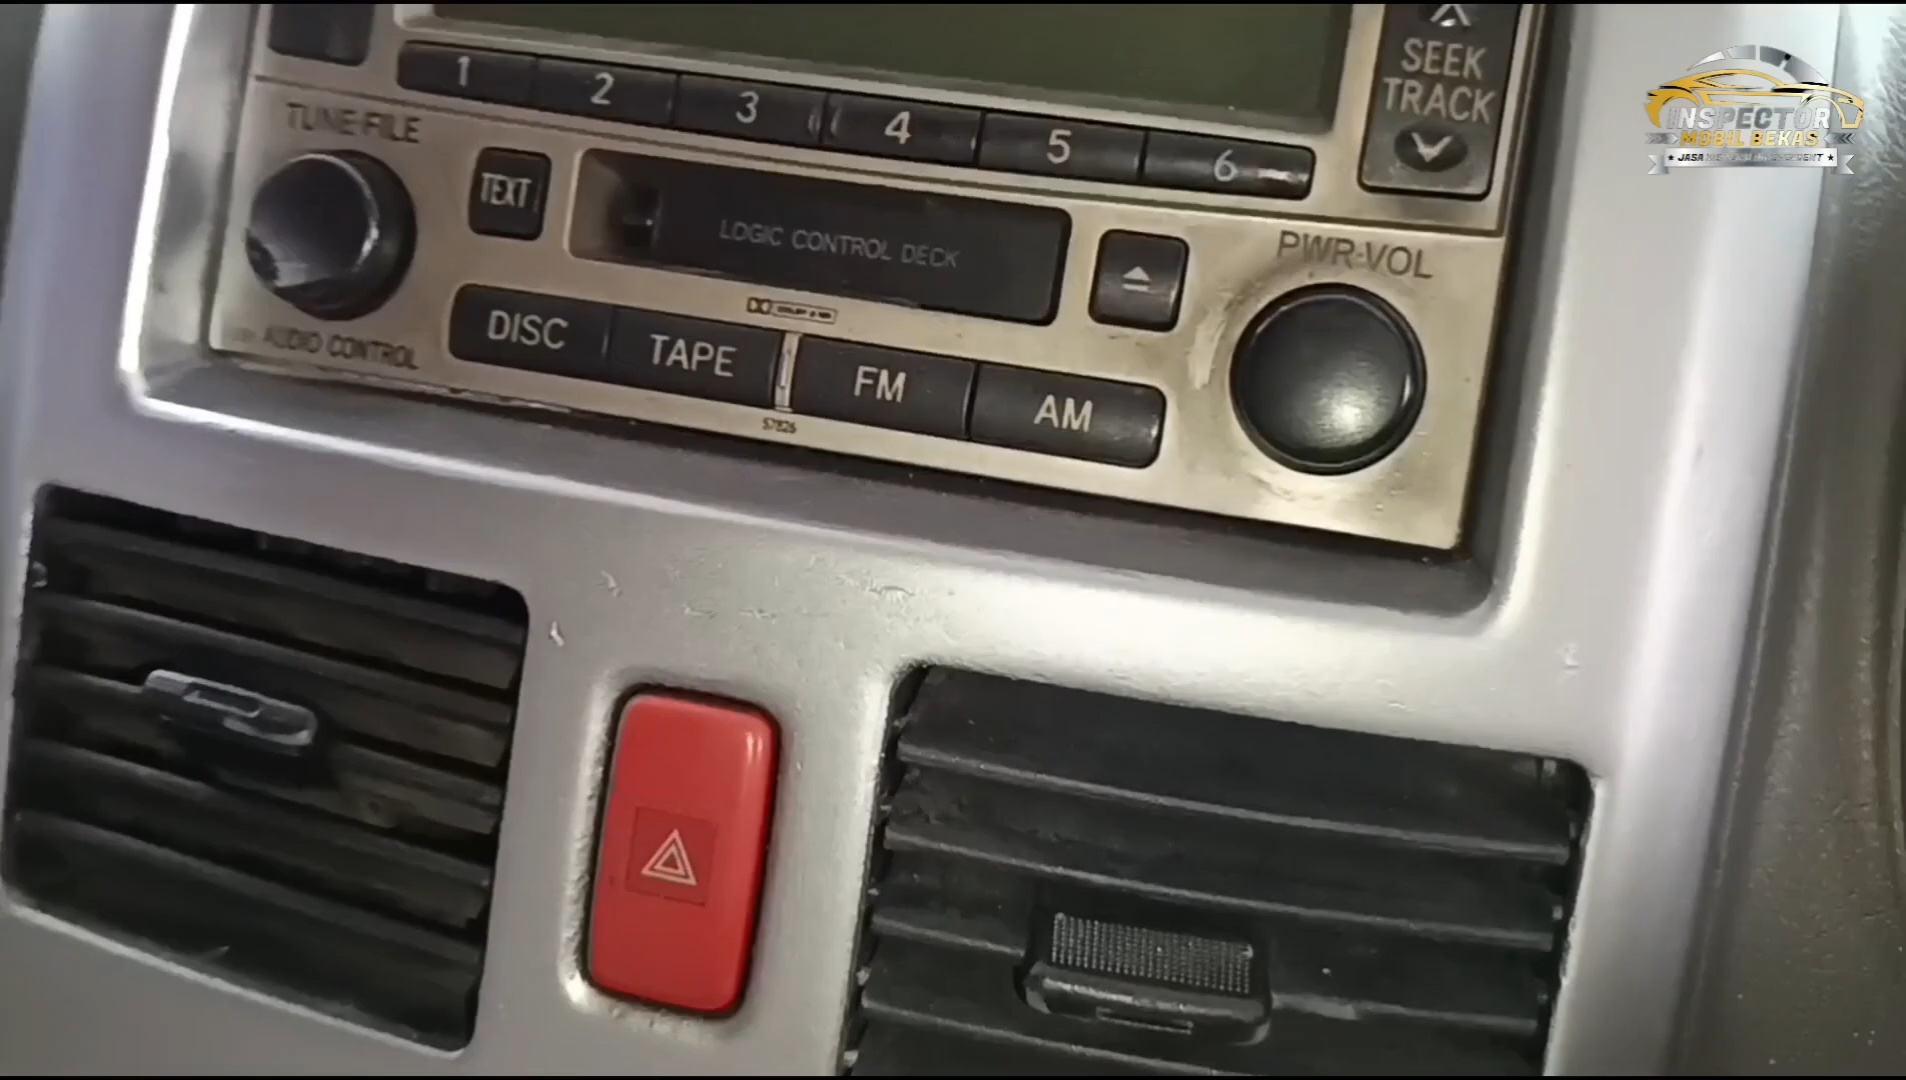 SEEK
TRACK
1 2 3 4 5 6
TUNE·FILE
TEXT
LOGIC CONTROL DECK
PWR·VOL
AUDIO CONTROL
DISC TAPE FM AM
57826
INSPECTOR
MOBIL BEKAS